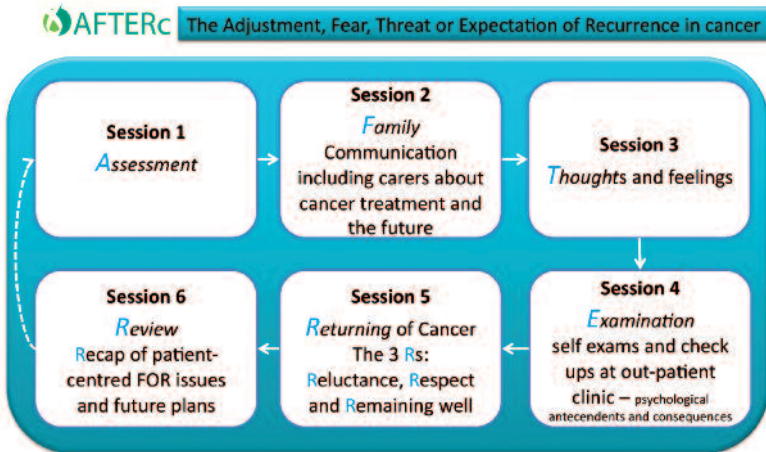 AFTERc The Adjustment, Fear, Threat or Expectation of Recurrence in cancer
Session 1
Assessment
Session 2
Family
Communication
including carers about
cancer treatment and
the future
Session 3
Thoughts and feelings
Session 4
Examination
self exams and check
ups at out-patient
clinic – psychological
antecendents and consequences
Session 5
Returning of Cancer
The 3 Rs:
Reluctance, Respect
and Remaining well
Session 6
Review
Recap of patient-
centred FOR issues
and future plans